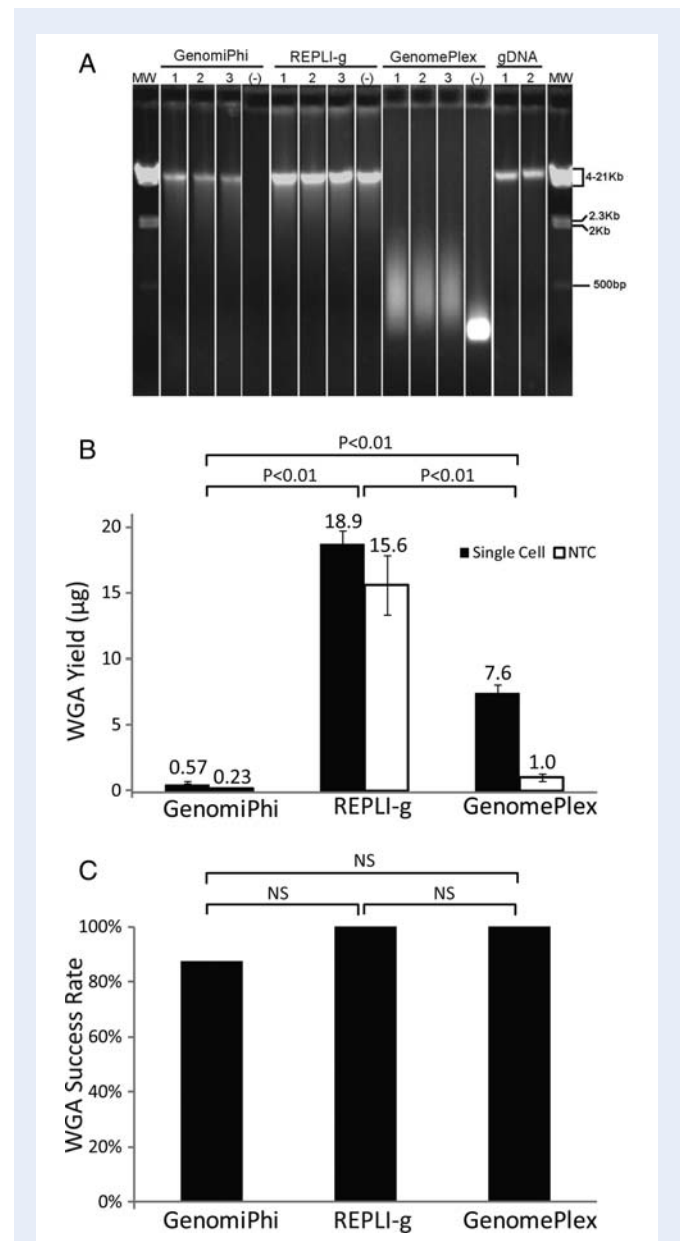 A
GenomiPhi REPLI-g GenomePlex gDNA
MW 1 2 3 (-) 1 2 3 (-) 1 2 3 (-) 1 2 MW
4-21Kb
2.3Kb
2Kb
500bp
B
P<0.01
P<0.01 P<0.01
WGA Yield (µg)
20
15
10
5
0
18.9
15.6
Single Cell NTC
7.6
0.57 0.23
1.0
GenomiPhi REPLI-g GenomePlex
C
NS
NS NS
WGA Success Rate
100%
80%
60%
40%
20%
0%
GenomiPhi REPLI-g GenomePlex